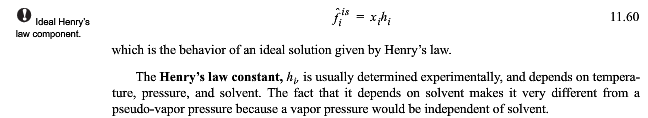 Ideal Henry's
law component.
f̂ᵢⁱˢ = xᵢhᵢ 11.60
which is the behavior of an ideal solution given by Henry's law.
The Henry's law constant, hᵢ, is usually determined experimentally, and depends on tempera-
ture, pressure, and solvent. The fact that it depends on solvent makes it very different from a
pseudo-vapor pressure because a vapor pressure would be independent of solvent.